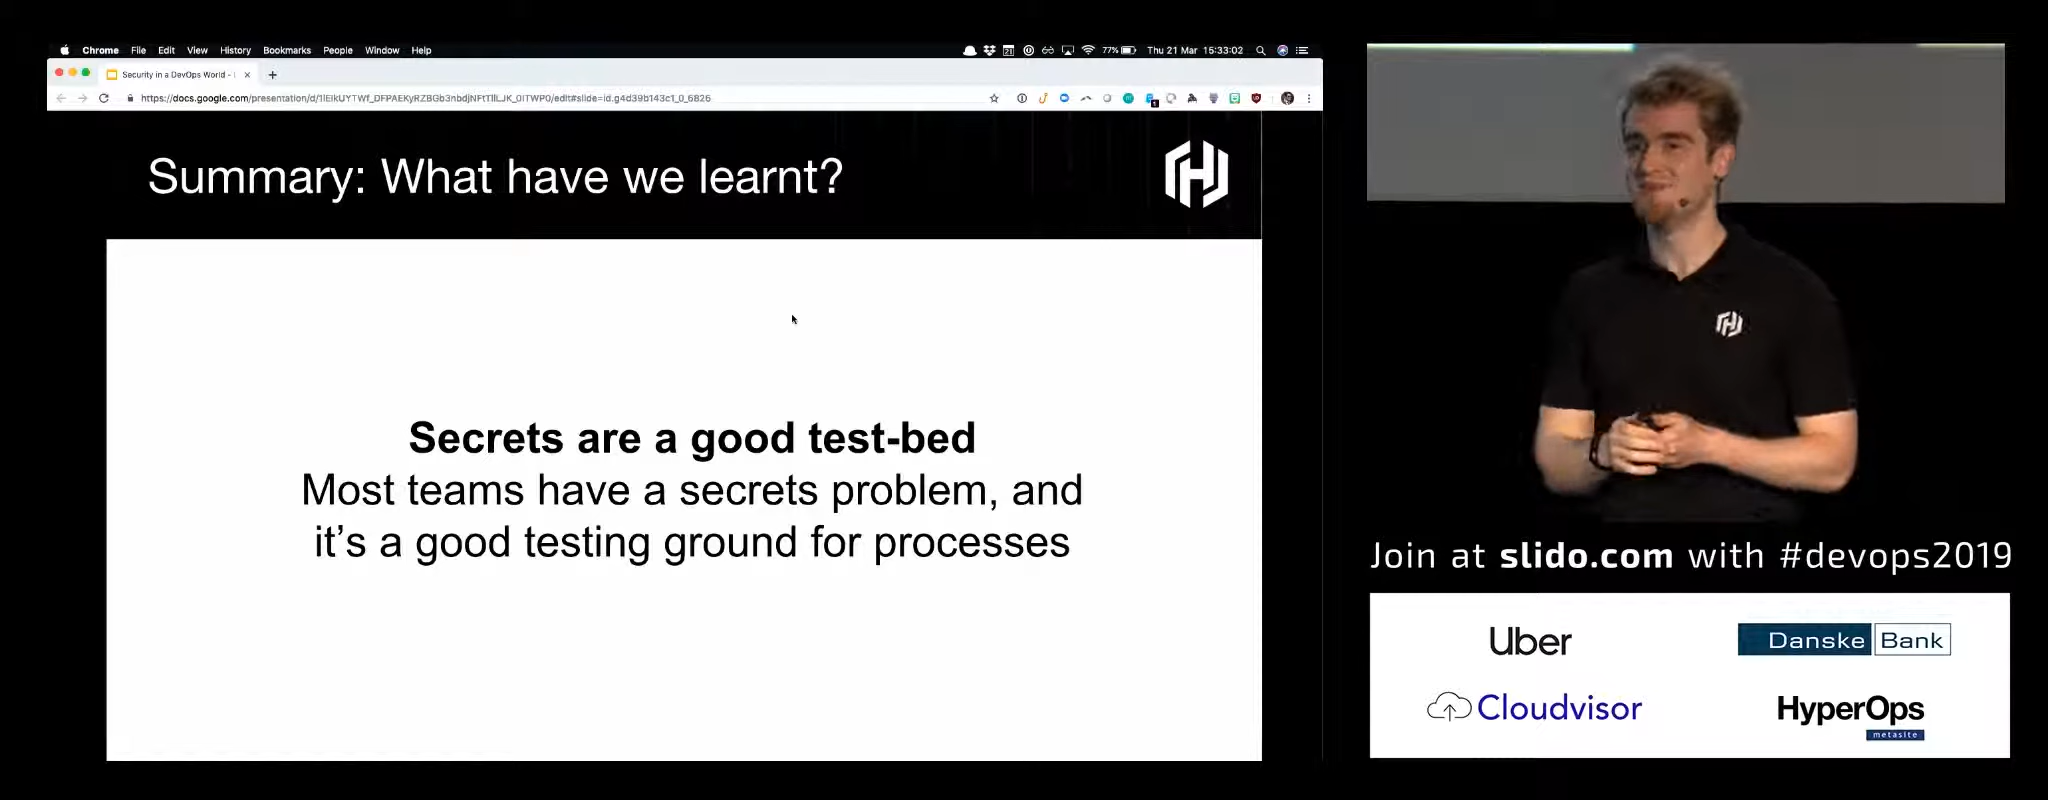 Chrome File Edit View History Bookmarks People Window Help
21
77%
Thu 21 Mar 15:33:02
Security in a DevOps World -
Summary: What have we learnt?
Secrets are a good test-bed
Most teams have a secrets problem, and
it's a good testing ground for processes
Join at slido.com with #devops2019
Uber
Danske Bank
Cloudvisor
HyperOps
metasite